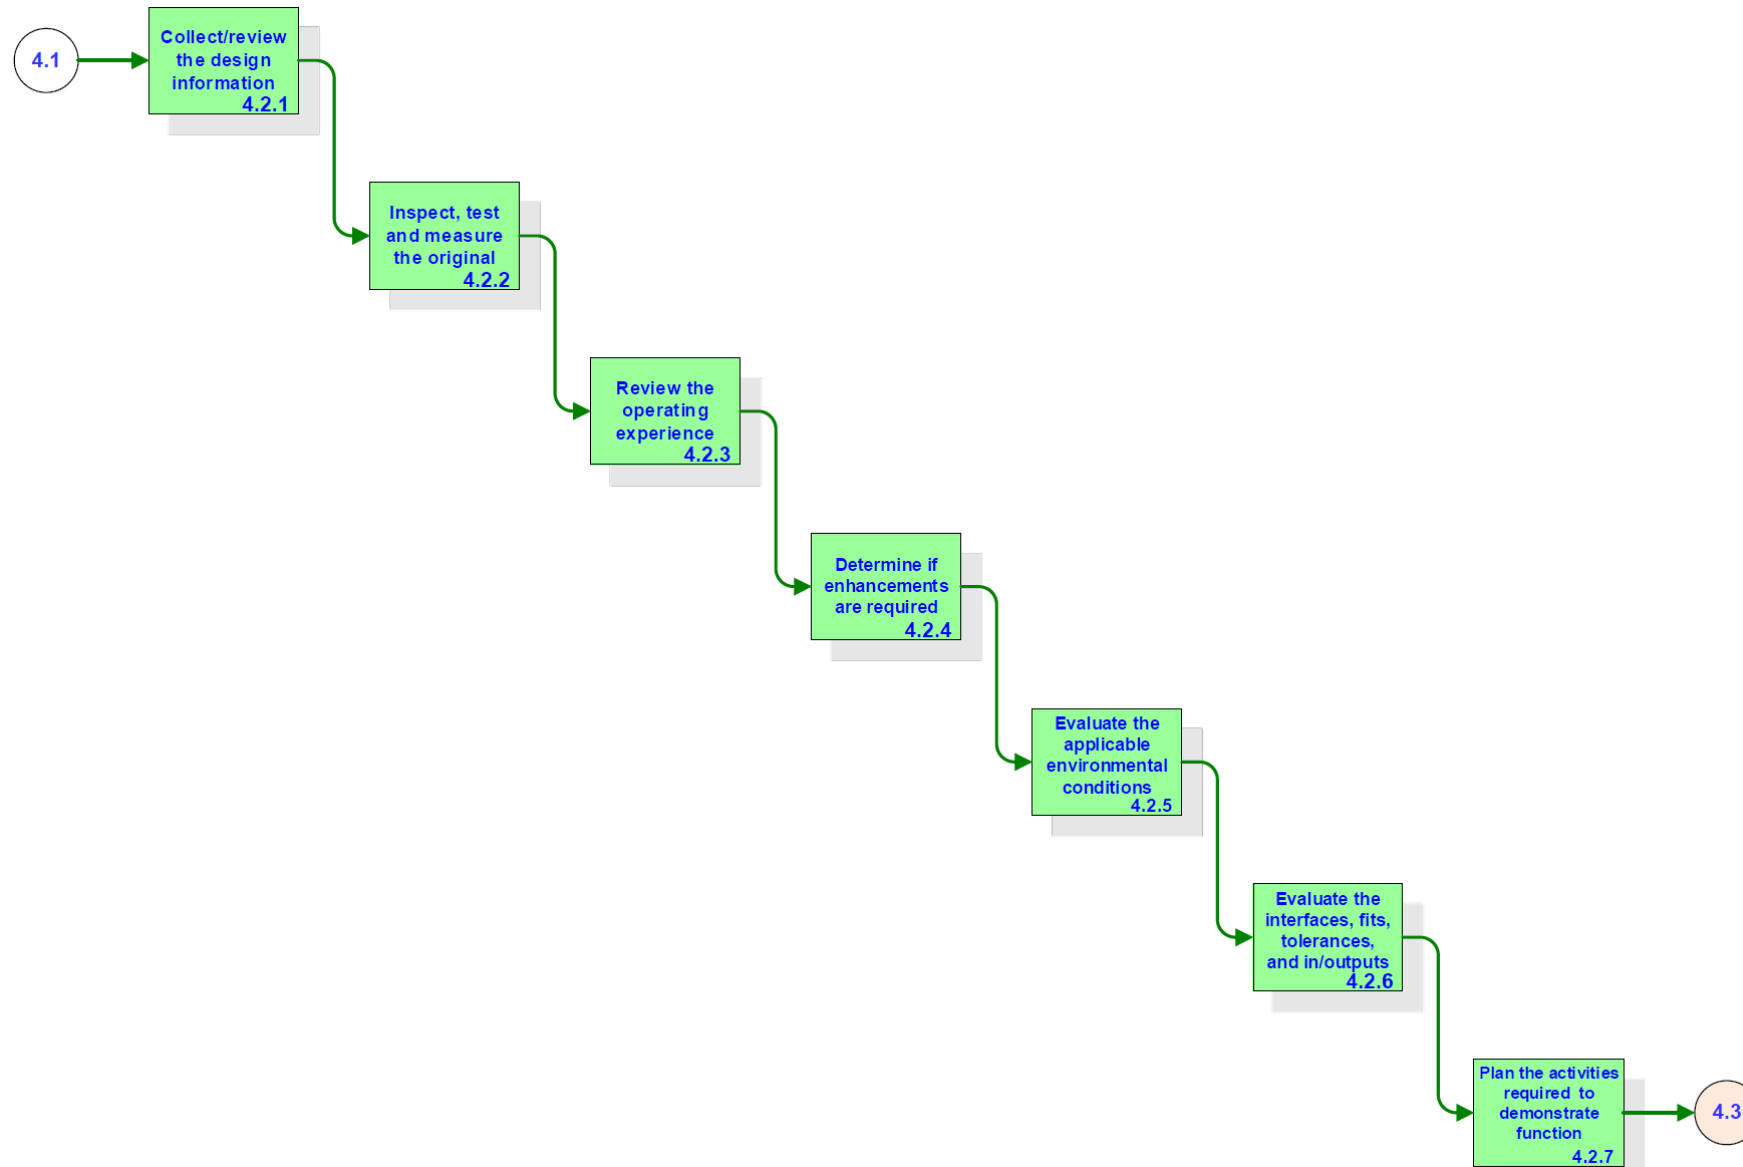 4.1
Collect/review
the design
information
4.2.1
Inspect, test
and measure
the original
4.2.2
Review the
operating
experience
4.2.3
Determine if
enhancements
are required
4.2.4
Evaluate the
applicable
environmental
conditions
4.2.5
Evaluate the
interfaces, fits,
tolerances,
and in/outputs
4.2.6
Plan the activities
required to
demonstrate
function
4.2.7
4.3